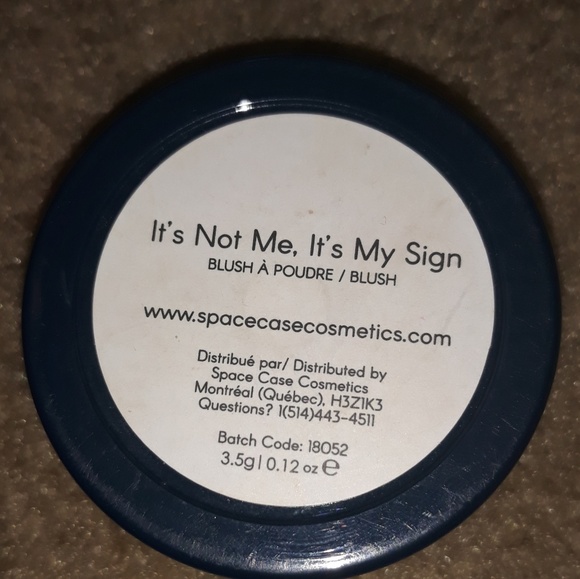 It's Not Me, It's My Sign
BLUSH À POUDRE / BLUSH
www.spacecasecosmetics.com
Distribué par/ Distributed by
Space Case Cosmetics
Montréal (Québec), H3Z1K3
Questions? 1(514)443-4511
Batch Code: 18052
3.5g | 0.12 oz ℮